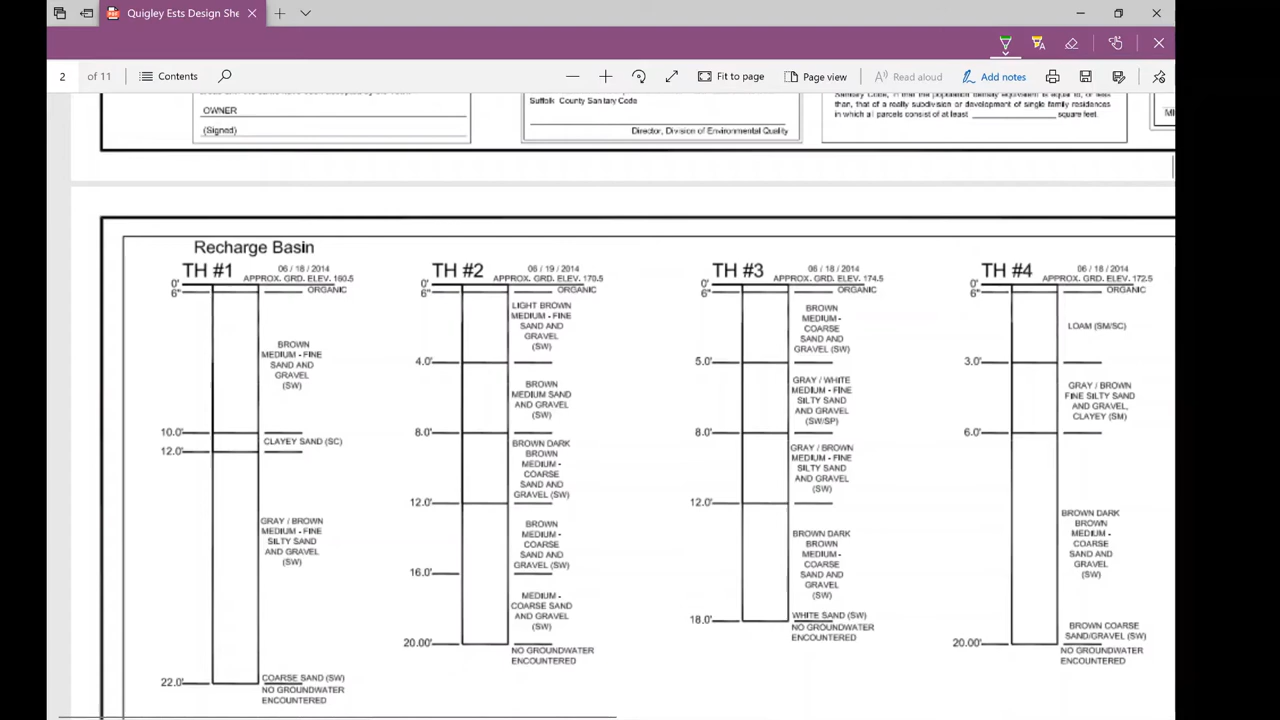 Quigley Ests Design She
2 of 11 Contents Fit to page Page view Read aloud Add notes
OWNER
(Signed)
Suffolk County Sanitary Code
Director, Division of Environmental Quality
Sanitary Code, in that the population density equivalent is equal to, or less
than, that of a realty subdivision or development of single family residences
in which all parcels consist of at least ____________ square feet.
Recharge Basin
TH #1
06 / 18 / 2014
APPROX. GRD. ELEV. 160.5
0'
6"
ORGANIC
BROWN
MEDIUM - FINE
SAND AND
GRAVEL
(SW)
10.0'
CLAYEY SAND (SC)
12.0'
GRAY / BROWN
MEDIUM - FINE
SILTY SAND
AND GRAVEL
(SW)
22.0'
COARSE SAND (SW)
NO GROUNDWATER
ENCOUNTERED
TH #2
06 / 19 / 2014
APPROX. GRD. ELEV. 170.5
0'
6"
ORGANIC
LIGHT BROWN
MEDIUM - FINE
SAND AND
GRAVEL
(SW)
4.0'
BROWN
MEDIUM SAND
AND GRAVEL
(SW)
8.0'
BROWN DARK
BROWN
MEDIUM -
COARSE
SAND AND
GRAVEL (SW)
12.0'
BROWN
MEDIUM -
COARSE
SAND AND
GRAVEL (SW)
16.0'
MEDIUM -
COARSE SAND
AND GRAVEL
(SW)
20.00'
NO GROUNDWATER
ENCOUNTERED
TH #3
06 / 18 / 2014
APPROX. GRD. ELEV. 174.5
0'
6"
ORGANIC
BROWN
MEDIUM -
COARSE
SAND AND
GRAVEL (SW)
5.0'
GRAY / WHITE
MEDIUM - FINE
SILTY SAND
AND GRAVEL
(SW/SP)
8.0'
GRAY / BROWN
MEDIUM - FINE
SILTY SAND
AND GRAVEL
(SW)
12.0'
BROWN DARK
BROWN
MEDIUM -
COARSE
SAND AND
GRAVEL
(SW)
18.0'
WHITE SAND (SW)
NO GROUNDWATER
ENCOUNTERED
TH #4
06 / 18 / 2014
APPROX. GRD. ELEV. 172.5
0'
6"
ORGANIC
LOAM (SM/SC)
3.0'
GRAY / BROWN
FINE SILTY SAND
AND GRAVEL,
CLAYEY (SM)
6.0'
BROWN DARK
BROWN
MEDIUM -
COARSE
SAND AND
GRAVEL
(SW)
BROWN COARSE
SAND/GRAVEL (SW)
20.00'
NO GROUNDWATER
ENCOUNTERED